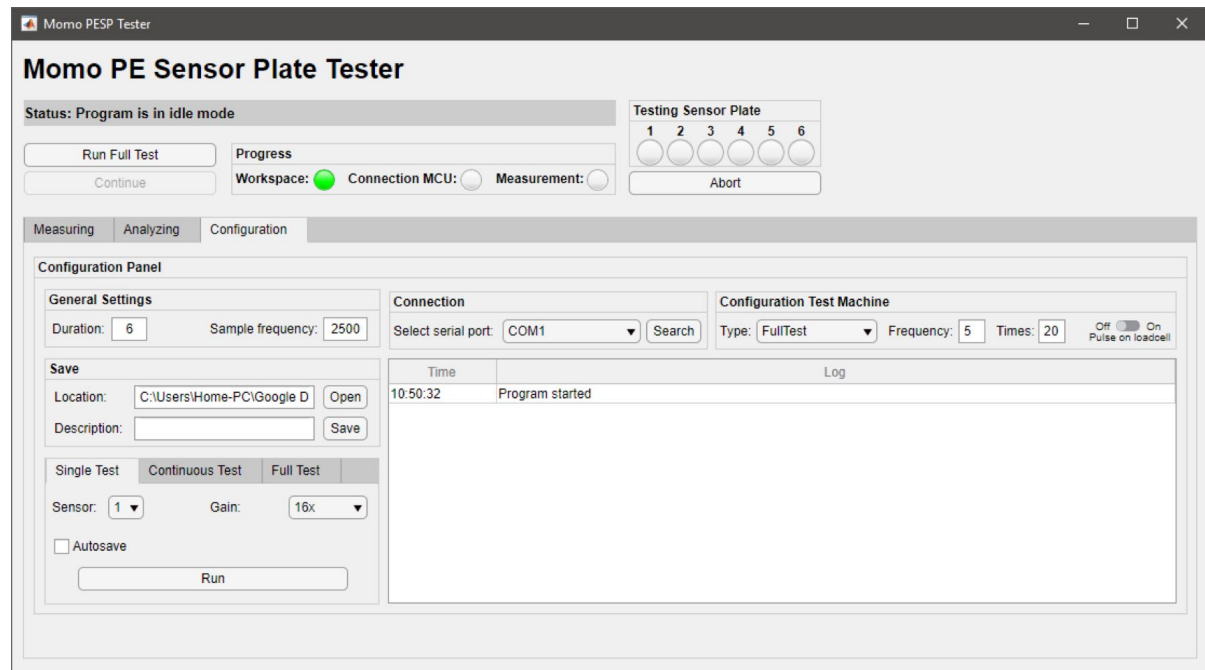 Momo PESP Tester
Momo PE Sensor Plate Tester
Status: Program is in idle mode
Testing Sensor Plate
1 2 3 4 5 6
Run Full Test
Continue
Progress
Workspace: Connection MCU: Measurement:
Abort
Measuring Analyzing Configuration
Configuration Panel
General Settings
Duration: 6 Sample frequency: 2500
Connection
Select serial port: COM1 Search
Configuration Test Machine
Type: FullTest Frequency: 5 Times: 20 Off On
Pulse on loadcell
Save
Location: C:\Users\Home-PC\Google D Open
Description: Save
Time Log
10:50:32 Program started
Single Test Continuous Test Full Test
Sensor: 1 Gain: 16x
Autosave
Run